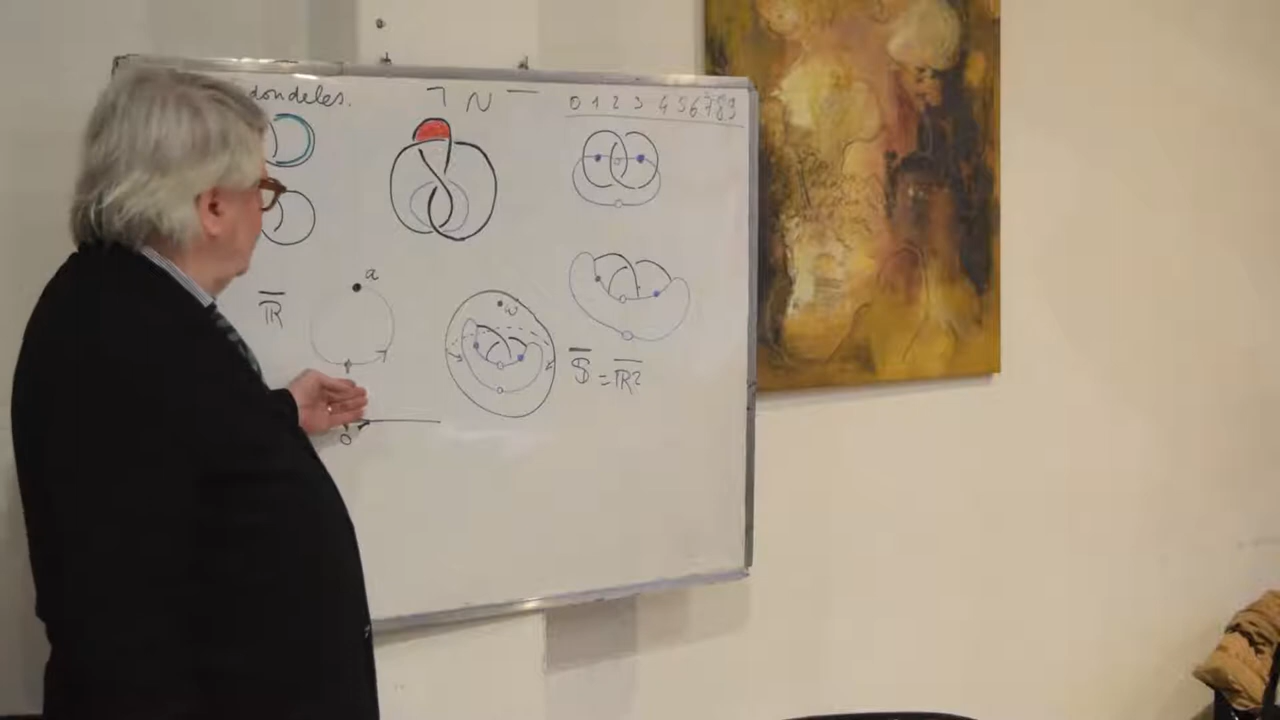 dondeles.
¬ N —
0 1 2 3 4 5 6 7 8 9
a
ω
ℝ̅
𝕊̅ = ℝ̅²
0